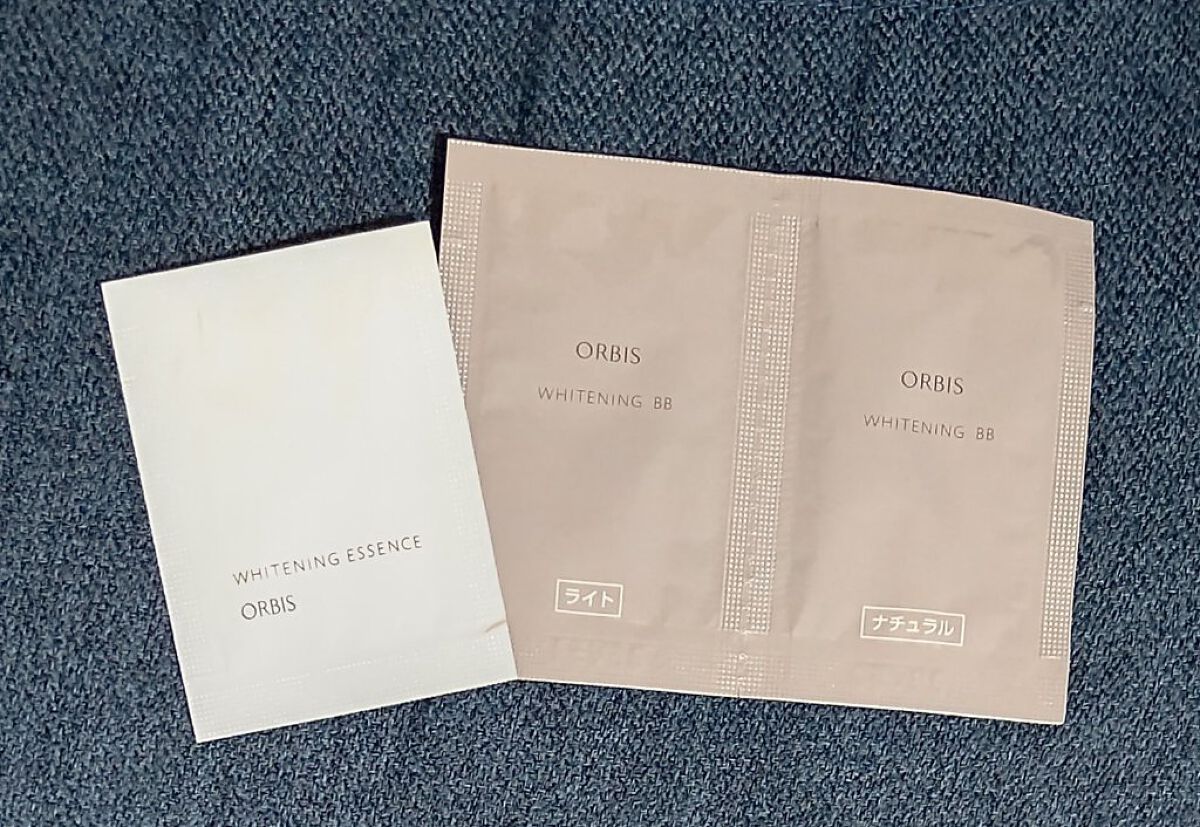 WHITENING ESSENCE
ORBIS
ORBIS
WHITENING BB
ライト
ORBIS
WHITENING BB
ナチュラル